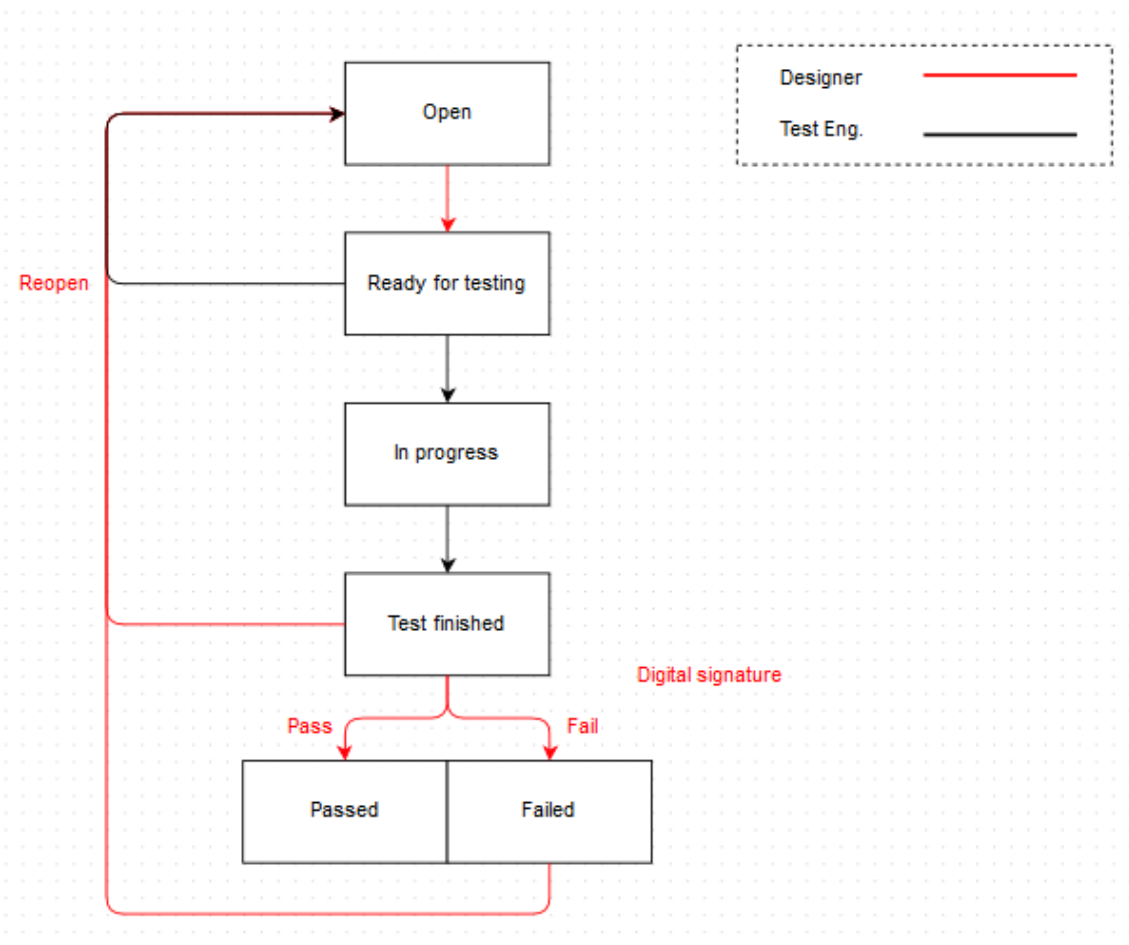 Open
Designer
Test Eng.
Reopen
Ready for testing
In progress
Test finished
Digital signature
Pass
Fail
Passed
Failed